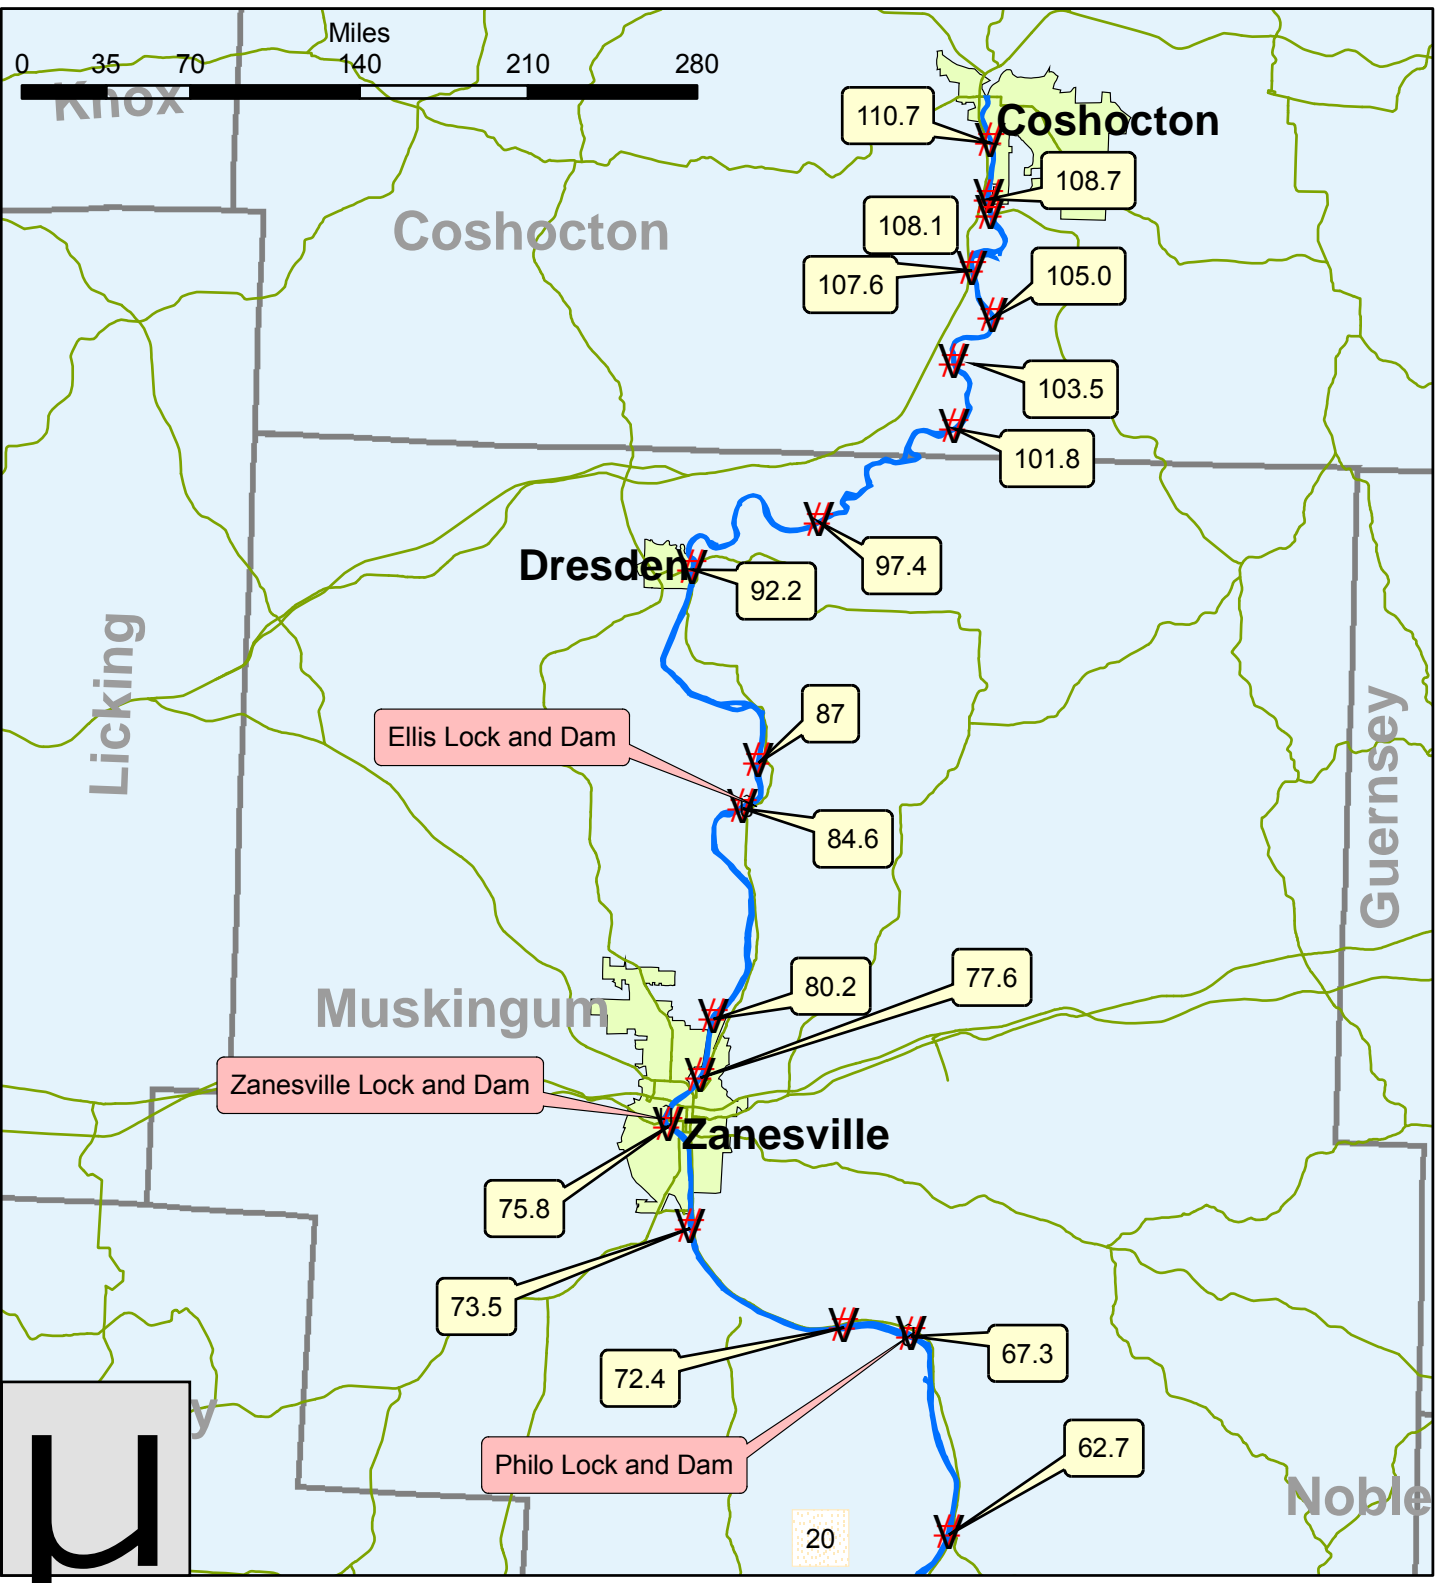 Miles
0 35 70 140 210 280
Knox
110.7
Coshocton
108.7
Coshocton
108.1
107.6
105.0
103.5
101.8
97.4
Dresden
92.2
Licking
87
Ellis Lock and Dam
84.6
Guernsey
80.2
77.6
Muskingum
Zanesville Lock and Dam
Zanesville
75.8
73.5
72.4
67.3
y
62.7
Philo Lock and Dam
Noble
20
µ